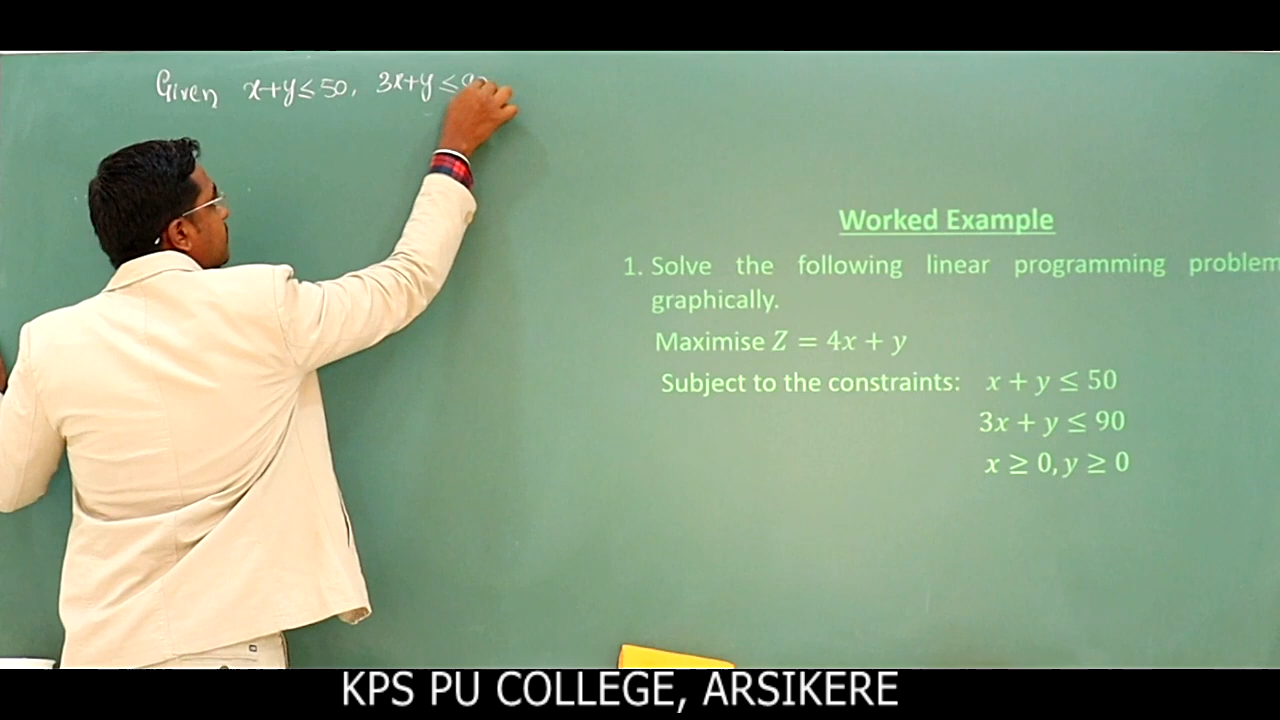 Given x+y≤50, 3x+y≤90
Worked Example
1. Solve the following linear programming problem
graphically.
Maximise Z = 4x + y
Subject to the constraints: x + y ≤ 50
3x + y ≤ 90
x ≥ 0, y ≥ 0
KPS PU COLLEGE, ARSIKERE